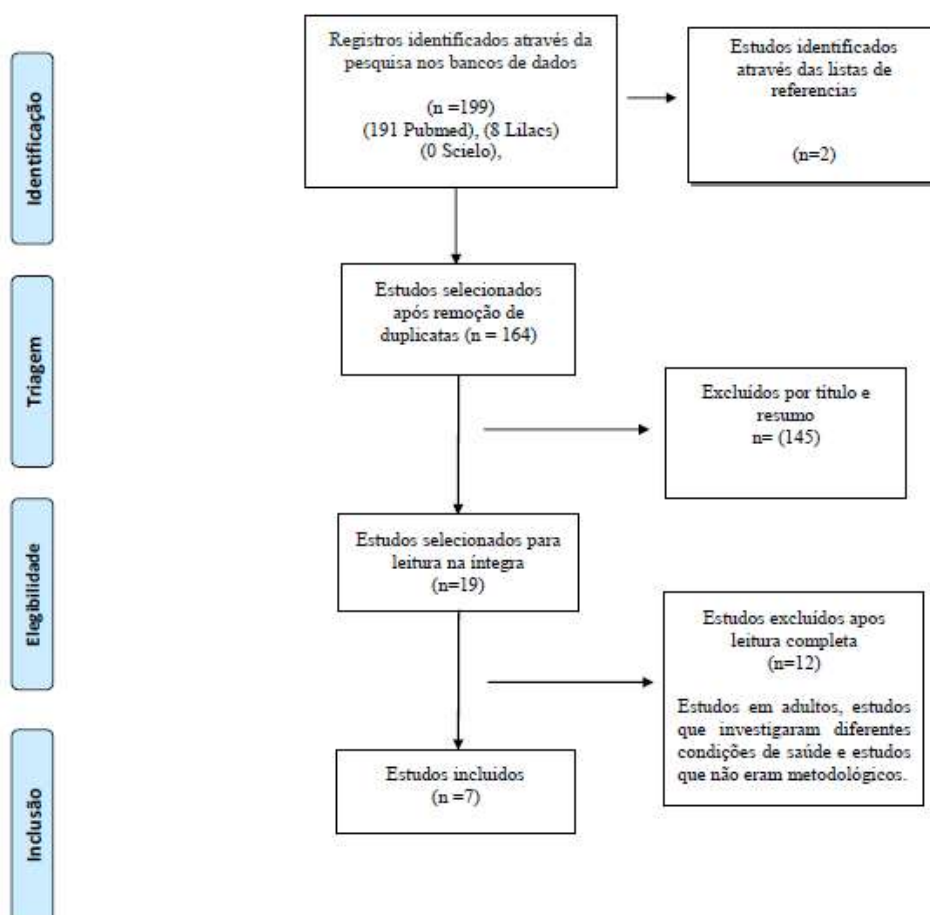 Identificação
Registros identificados através da
pesquisa nos bancos de dados
(n =199)
(191 Pubmed), (8 Lilacs)
(0 Scielo),
Estudos identificados
através das listas de
referencias
(n=2)
Triagem
Estudos selecionados
após remoção de
duplicatas (n = 164)
Excluídos por título e
resumo
n= (145)
Elegibilidade
Estudos selecionados para
leitura na íntegra
(n=19)
Estudos excluídos apos
leitura completa
(n=12)
Estudos em adultos, estudos
que investigaram diferentes
condições de saúde e estudos
que não eram metodológicos.
Inclusão
Estudos incluidos
(n =7)